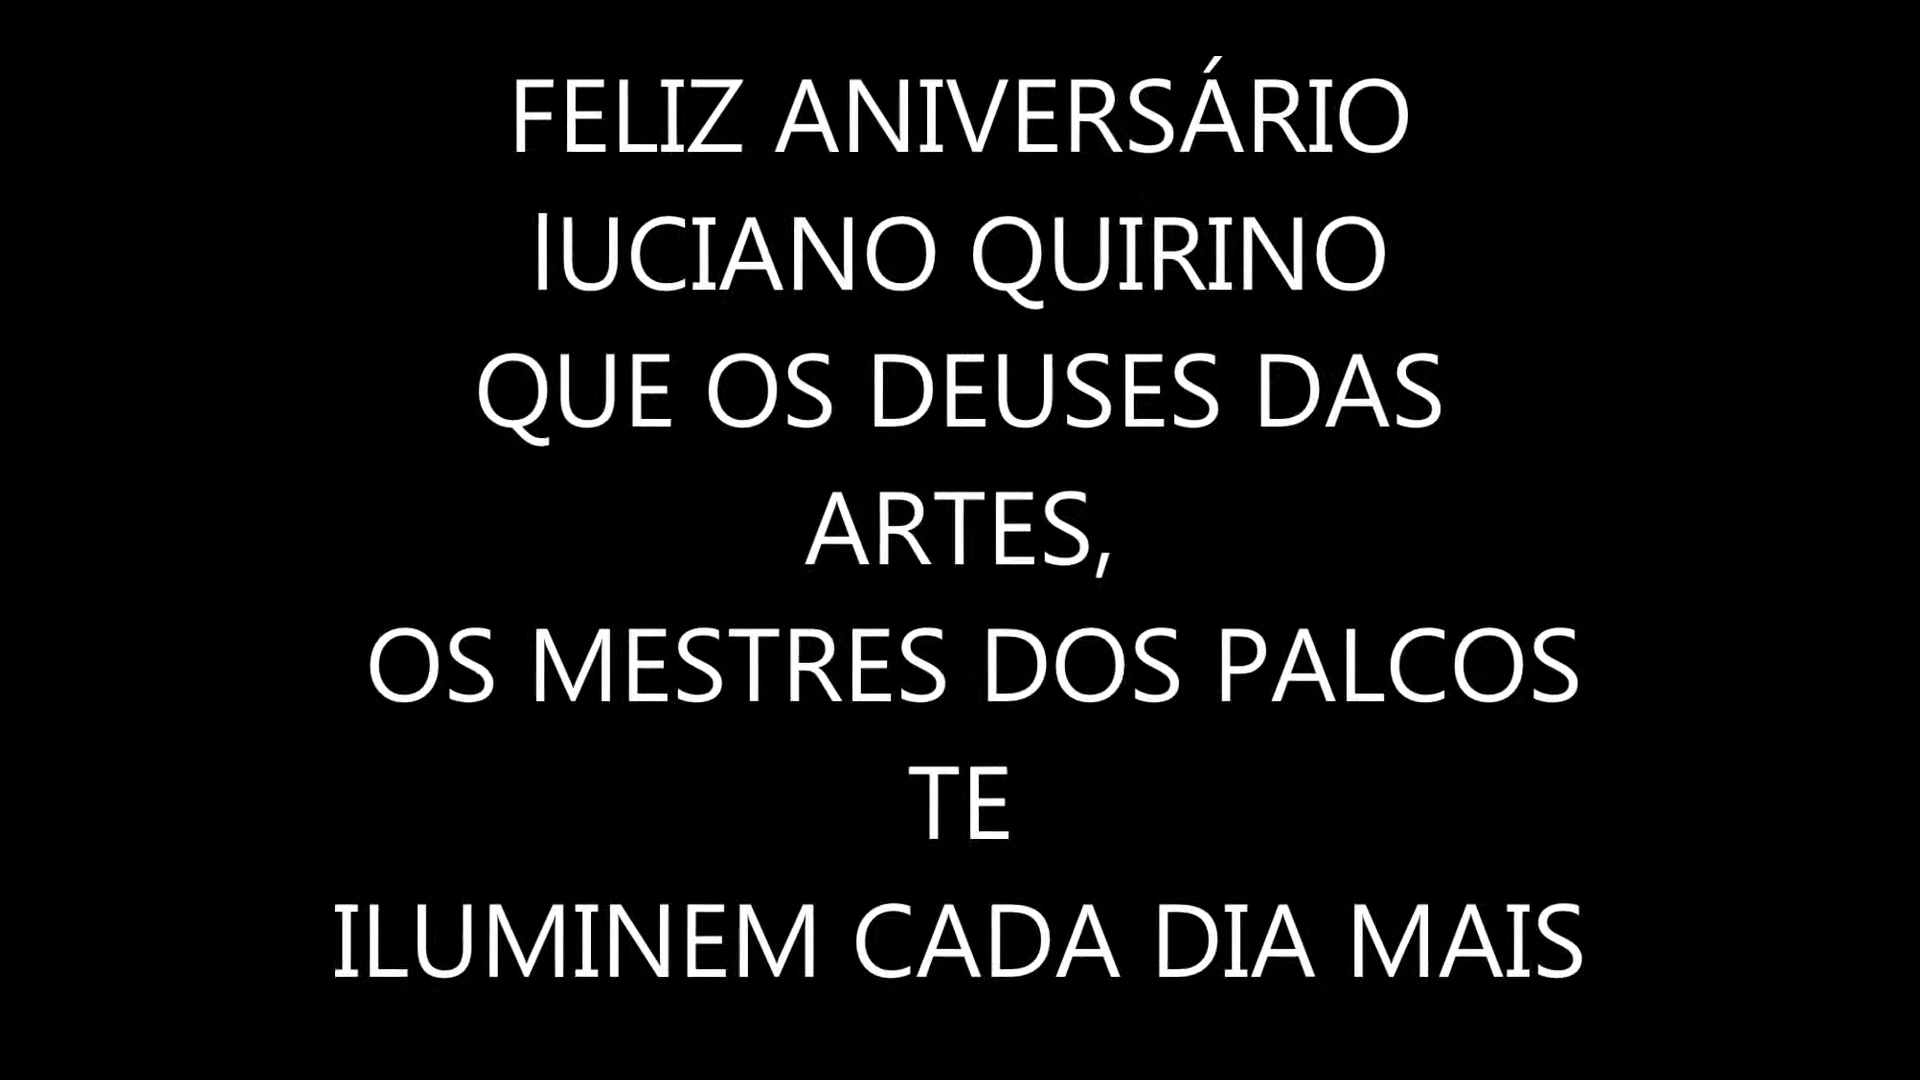 FELIZ ANIVERSÁRIO
lUCIANO QUIRINO
QUE OS DEUSES DAS
ARTES,
OS MESTRES DOS PALCOS
TE
ILUMINEM CADA DIA MAIS